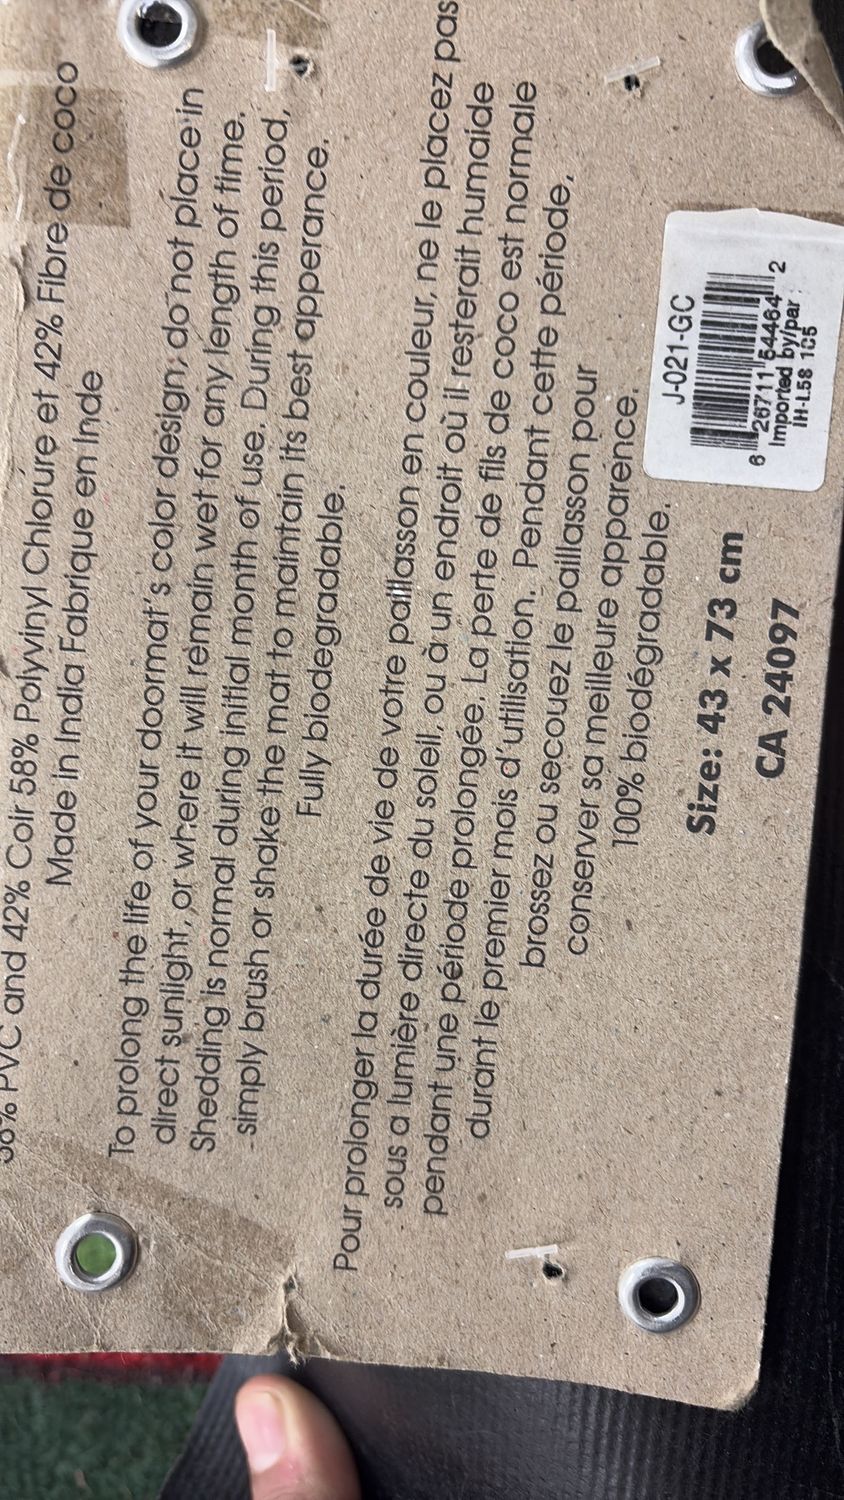 58% PVC and 42% Coir 58% Polyvinyl Chlorure et 42% Fibre de coco
Made in India Fabrique en Inde
To prolong the life of your doormat's color design, do not place in
direct sunlight, or where it will remain wet for any length of time.
Shedding is normal during initial month of use. During this period,
- simply brush or shake the mat to maintain its best apperance.
Fully biodegradable.
Pour prolonger la durée de vie de votre paillasson en couleur, ne le placez pas
sous a lumière directe du soleil, ou à un endroit où il resterait humaide
pendant une période prolongée. La perte de fils de coco est normale
durant le premier mois d'utilisation. Pendant cette période,
brossez ou secouez le paillasson pour
conserver sa meilleure apparence.
100% biodégradable.
Size: 43 x 73 cm
CA 24097
J-021-GC
6 26711 54464 2
Imported by/par
IH-L58 1C5